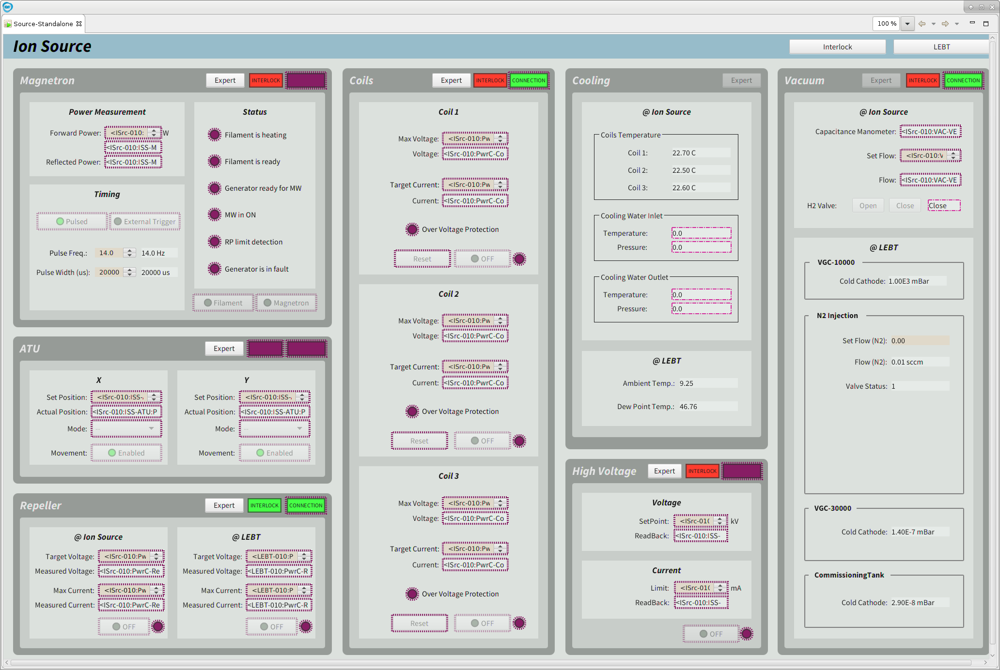 Source-Standalone
100 %
Ion Source
Interlock
LEBT
Magnetron
Expert
INTERLOCK
Power Measurement
Forward Power: <ISrc-010: W
<ISrc-010:ISS-M
Reflected Power: <ISrc-010:ISS-M
Timing
Pulsed
External Trigger
Pulse Freq.: 14.0 14.0 Hz
Pulse Width (us): 20000 20000 us
Status
Filament is heating
Filament is ready
Generator ready for MW
MW in ON
RP limit detection
Generator is in fault
Filament
Magnetron
ATU
Expert
X
Set Position: <ISrc-010:ISS-
Actual Position: <ISrc-010:ISS-ATU:P
Mode: --
Movement: Enabled
Y
Set Position: <ISrc-010:ISS-
Actual Position: <ISrc-010:ISS-ATU:P
Mode: --
Movement: Enabled
Repeller
Expert
INTERLOCK
CONNECTION
@ Ion Source
Target Voltage: <ISrc-010:Pw
Measured Voltage: <ISrc-010:PwrC-Re
Max Current: <ISrc-010:Pw
Measured Current: <ISrc-010:PwrC-Re
OFF
@ LEBT
Target Voltage: <LEBT-010:P
Measured Voltage: <LEBT-010:PwrC-R
Max Current: <LEBT-010:P
Measured Current: <LEBT-010:PwrC-R
OFF
Coils
Expert
INTERLOCK
CONNECTION
Coil 1
Max Voltage: <ISrc-010:Pw
Voltage: <ISrc-010:PwrC-Co
Target Current: <ISrc-010:Pw
Current: <ISrc-010:PwrC-Co
Over Voltage Protection
Reset
OFF
Coil 2
Max Voltage: <ISrc-010:Pw
Voltage: <ISrc-010:PwrC-Co
Target Current: <ISrc-010:Pw
Current: <ISrc-010:PwrC-Co
Over Voltage Protection
Reset
OFF
Coil 3
Max Voltage: <ISrc-010:Pw
Voltage: <ISrc-010:PwrC-Co
Target Current: <ISrc-010:Pw
Current: <ISrc-010:PwrC-Co
Over Voltage Protection
Reset
OFF
Cooling
Expert
@ Ion Source
Coils Temperature
Coil 1: 22.70 C
Coil 2: 22.50 C
Coil 3: 22.60 C
Cooling Water Inlet
Temperature: 0.0
Pressure: 0.0
Cooling Water Outlet
Temperature: 0.0
Pressure: 0.0
@ LEBT
Ambient Temp.: 9.25
Dew Point Temp.: 46.76
High Voltage
Expert
INTERLOCK
Voltage
SetPoint: <ISrc-01( kV
ReadBack: <ISrc-010:ISS-
Current
Limit: <ISrc-01( mA
ReadBack: <ISrc-010:ISS-
OFF
Vacuum
Expert
INTERLOCK
CONNECTION
@ Ion Source
Capacitance Manometer: <ISrc-010:VAC-VE
Set Flow: <ISrc-010:V
Flow: <ISrc-010:VAC-VE
H2 Valve: Open Close Close
@ LEBT
VGC-10000
Cold Cathode: 1.00E3 mBar
N2 Injection
Set Flow (N2): 0.00
Flow (N2): 0.01 sccm
Valve Status: 1
VGC-30000
Cold Cathode: 1.40E-7 mBar
CommissioningTank
Cold Cathode: 2.90E-8 mBar